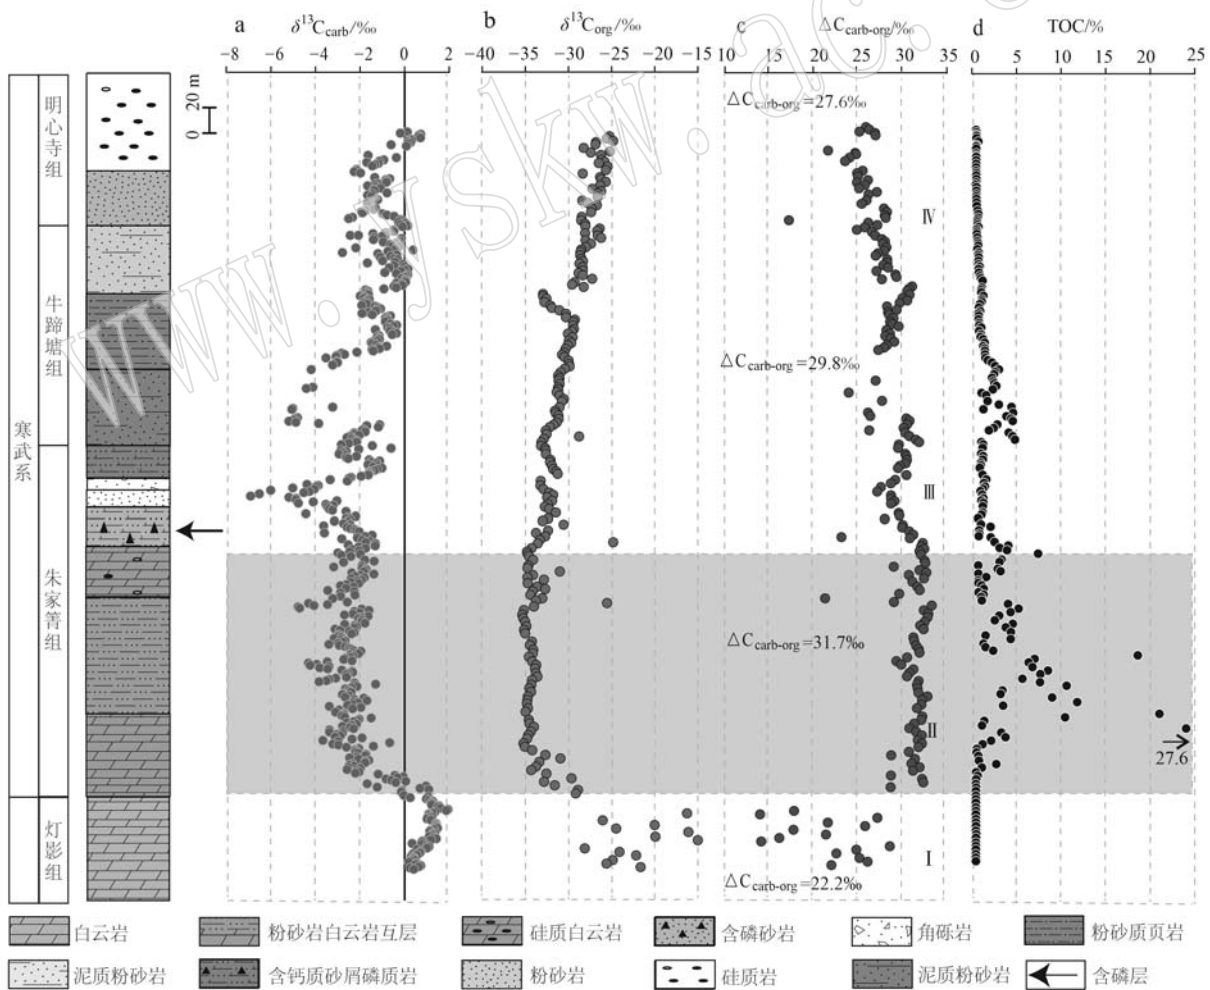 a δ¹³Ccarb/‰
b δ¹³Corg/‰
c ΔCcarb-org/‰
d TOC/%
−8 −6 −4 −2 0 2
−40 −35 −30 −25 −20 −15
10 15 20 25 30 35
0 5 10 15 20 25
0 20 m
寒武系
明心寺组
牛蹄塘组
朱家箐组
灯影组
ΔCcarb-org=27.6‰
Ⅳ
ΔCcarb-org=29.8‰
Ⅲ
ΔCcarb-org=31.7‰
Ⅱ
27.6
Ⅰ
ΔCcarb-org=22.2‰
白云岩
粉砂岩白云岩互层
硅质白云岩
含磷砂岩
角砾岩
粉砂质页岩
泥质粉砂岩
含钙质砂屑磷质岩
粉砂岩
硅质岩
泥质粉砂岩
含磷层
www.yskw.ac.